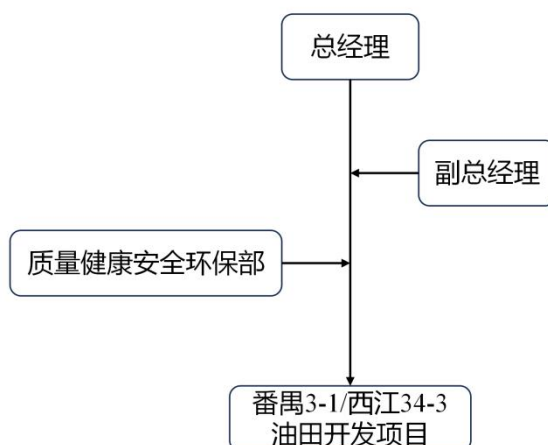 总经理
副总经理
质量健康安全环保部
番禺3-1/西江34-3
油田开发项目